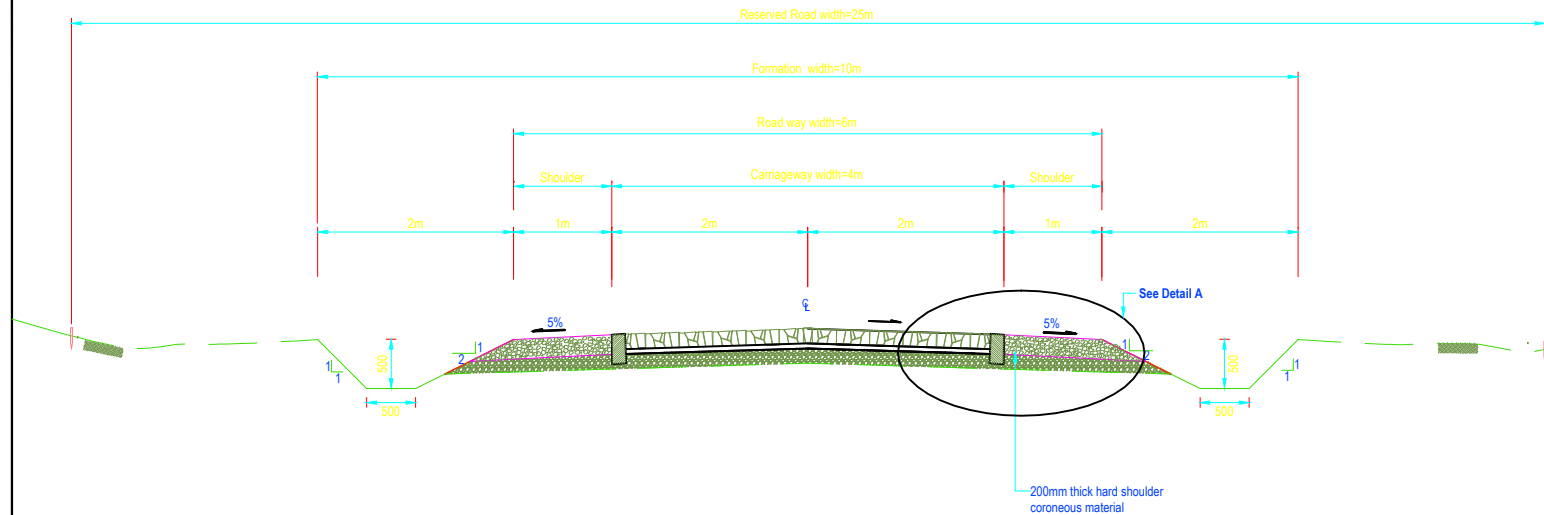 Reserved Road width=25m
Formation width=10m
Road way width=6m
Shoulder Carriageway width=4m Shoulder
2m 1m 2m 2m 1m 2m
See Detail A
℄
5% 5%
1 1
2 2
500 500
1 1
1 1
500 500
200mm thick hard shoulder
coroneous material